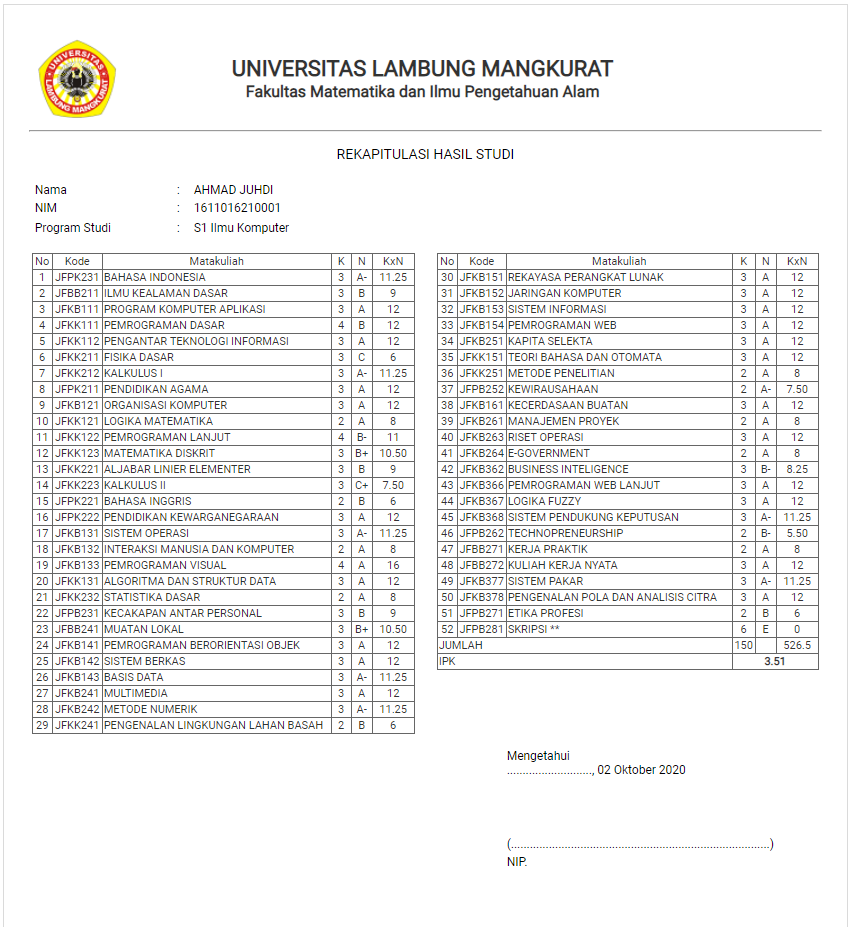 UNIVERSITAS LAMBUNG MANGKURAT
UNIVERSITAS LAMBUNG MANGKURAT
Fakultas Matematika dan Ilmu Pengetahuan Alam
REKAPITULASI HASIL STUDI
Nama : AHMAD JUHDI
NIM : 1611016210001
Program Studi : S1 Ilmu Komputer
No Kode Matakuliah K N KxN
1 JFPK231 BAHASA INDONESIA 3 A- 11.25
2 JFBB211 ILMU KEALAMAN DASAR 3 B 9
3 JFKB111 PROGRAM KOMPUTER APLIKASI 3 A 12
4 JFKK111 PEMROGRAMAN DASAR 4 B 12
5 JFKK112 PENGANTAR TEKNOLOGI INFORMASI 3 A 12
6 JFKK211 FISIKA DASAR 3 C 6
7 JFKK212 KALKULUS I 3 A- 11.25
8 JFPK211 PENDIDIKAN AGAMA 3 A 12
9 JFKB121 ORGANISASI KOMPUTER 3 A 12
10 JFKK121 LOGIKA MATEMATIKA 2 A 8
11 JFKK122 PEMROGRAMAN LANJUT 4 B- 11
12 JFKK123 MATEMATIKA DISKRIT 3 B+ 10.50
13 JFKK221 ALJABAR LINIER ELEMENTER 3 B 9
14 JFKK223 KALKULUS II 3 C+ 7.50
15 JFPK221 BAHASA INGGRIS 2 B 6
16 JFPK222 PENDIDIKAN KEWARGANEGARAAN 3 A 12
17 JFKB131 SISTEM OPERASI 3 A- 11.25
18 JFKB132 INTERAKSI MANUSIA DAN KOMPUTER 2 A 8
19 JFKB133 PEMROGRAMAN VISUAL 4 A 16
20 JFKK131 ALGORITMA DAN STRUKTUR DATA 3 A 12
21 JFKK232 STATISTIKA DASAR 2 A 8
22 JFPB231 KECAKAPAN ANTAR PERSONAL 3 B 9
23 JFBB241 MUATAN LOKAL 3 B+ 10.50
24 JFKB141 PEMROGRAMAN BERORIENTASI OBJEK 3 A 12
25 JFKB142 SISTEM BERKAS 3 A 12
26 JFKB143 BASIS DATA 3 A- 11.25
27 JFKB241 MULTIMEDIA 3 A 12
28 JFKB242 METODE NUMERIK 3 A- 11.25
29 JFKK241 PENGENALAN LINGKUNGAN LAHAN BASAH 2 B 6
No Kode Matakuliah K N KxN
30 JFKB151 REKAYASA PERANGKAT LUNAK 3 A 12
31 JFKB152 JARINGAN KOMPUTER 3 A 12
32 JFKB153 SISTEM INFORMASI 3 A 12
33 JFKB154 PEMROGRAMAN WEB 3 A 12
34 JFKB251 KAPITA SELEKTA 3 A 12
35 JFKK151 TEORI BAHASA DAN OTOMATA 3 A 12
36 JFKK251 METODE PENELITIAN 2 A 8
37 JFPB252 KEWIRAUSAHAAN 2 A- 7.50
38 JFKB161 KECERDASAAN BUATAN 3 A 12
39 JFKB261 MANAJEMEN PROYEK 2 A 8
40 JFKB263 RISET OPERASI 3 A 12
41 JFKB264 E-GOVERNMENT 2 A 8
42 JFKB362 BUSINESS INTELIGENCE 3 B- 8.25
43 JFKB366 PEMROGRAMAN WEB LANJUT 3 A 12
44 JFKB367 LOGIKA FUZZY 3 A 12
45 JFKB368 SISTEM PENDUKUNG KEPUTUSAN 3 A- 11.25
46 JFPB262 TECHNOPRENEURSHIP 2 B- 5.50
47 JFBB271 KERJA PRAKTIK 2 A 8
48 JFBB272 KULIAH KERJA NYATA 3 A 12
49 JFKB377 SISTEM PAKAR 3 A- 11.25
50 JFKB378 PENGENALAN POLA DAN ANALISIS CITRA 3 A 12
51 JFPB271 ETIKA PROFESI 2 B 6
52 JFPB281 SKRIPSI ** 6 E 0
JUMLAH 150 526.5
IPK 3.51
Mengetahui
............................, 02 Oktober 2020
(....................................................................................)
NIP.